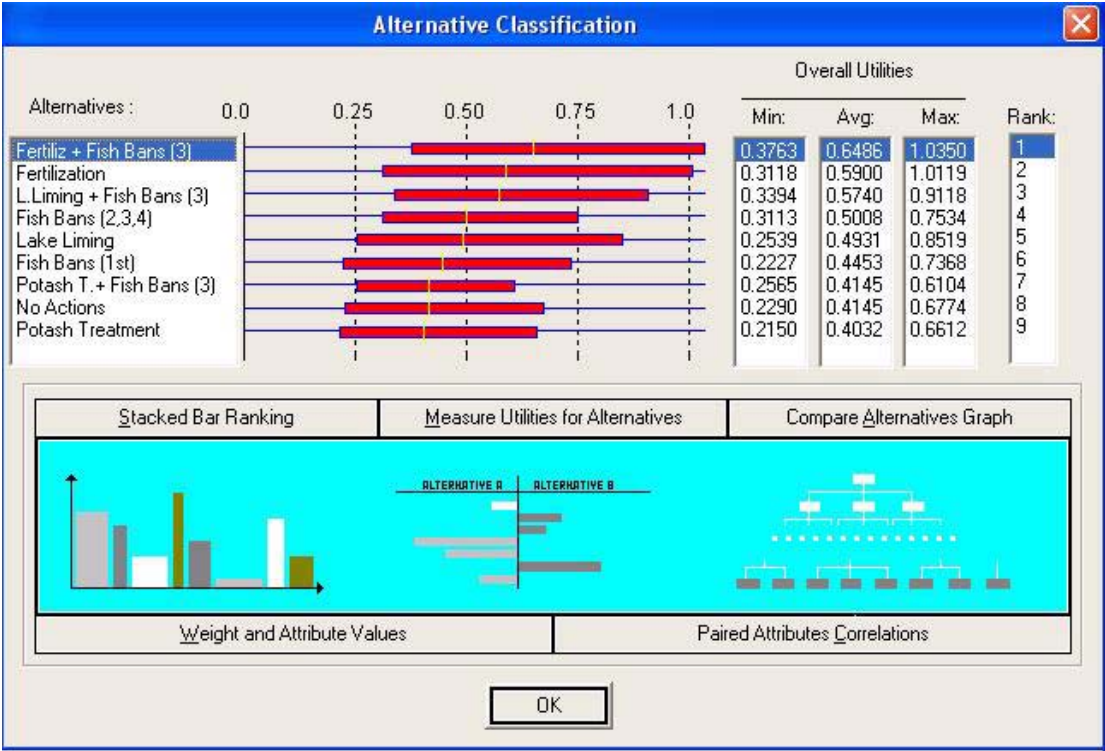 Alternative Classification
Overall Utilities
Alternatives : 0.0 0.25 0.50 0.75 1.0 Min: Avg: Max: Rank:
Fertiliz + Fish Bans (3) 0.3763 0.6486 1.0350 1
Fertilization 0.3118 0.5900 1.0119 2
L.Liming + Fish Bans (3) 0.3394 0.5740 0.9118 3
Fish Bans (2,3,4) 0.3113 0.5008 0.7534 4
Lake Liming 0.2539 0.4931 0.8519 5
Fish Bans (1st) 0.2227 0.4453 0.7368 6
Potash T.+ Fish Bans (3) 0.2565 0.4145 0.6104 7
No Actions 0.2290 0.4145 0.6774 8
Potash Treatment 0.2150 0.4032 0.6612 9
Stacked Bar Ranking Measure Utilities for Alternatives Compare Alternatives Graph
ALTERNATIVE A ALTERNATIVE B
Weight and Attribute Values Paired Attributes Correlations
OK